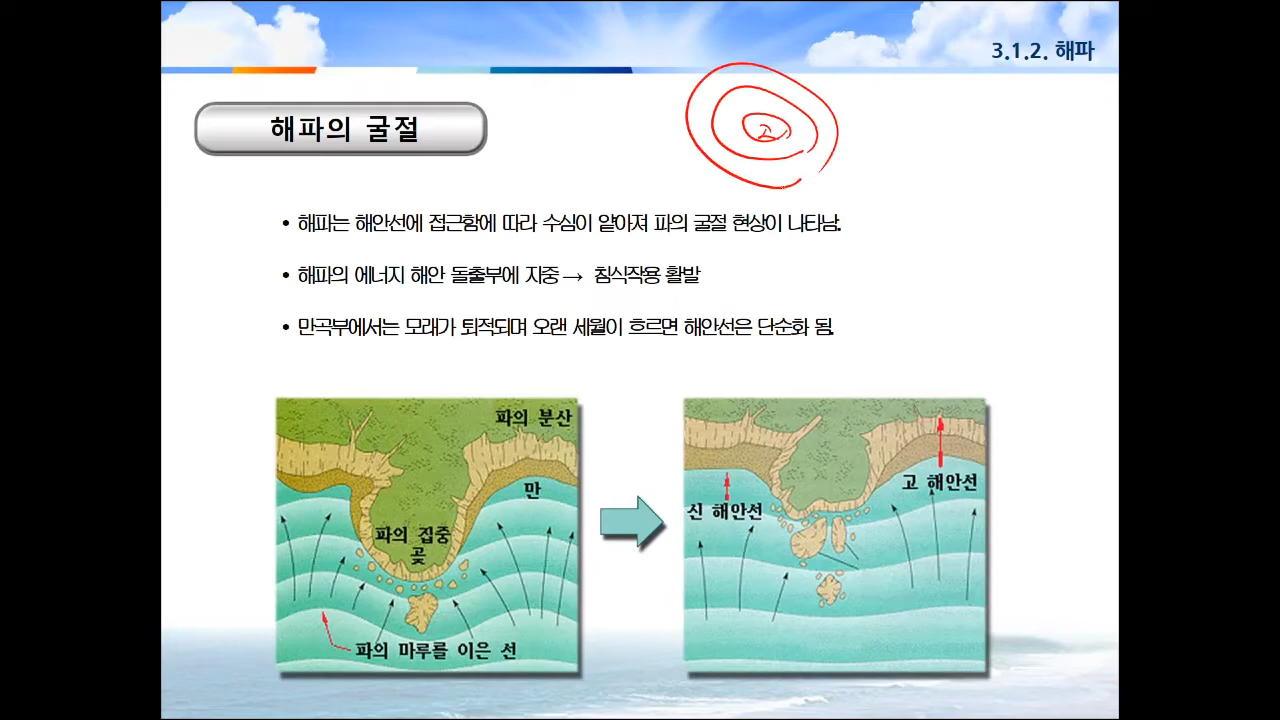 3.1.2. 해파
해파의 굴절
• 해파는 해안선에 접근함에 따라 수심이 얕아져 파의 굴절 현상이 나타남.
• 해파의 에너지 해안 돌출부에 지중→ 침식작용 활발
• 만곡부에서는 모래가 퇴적되며 오랜 세월이 흐르면 해안선은 단순화 됨.
파의 분산
만
파의 집중
곶
파의 마루를 이은 선
고 해안선
신 해안선